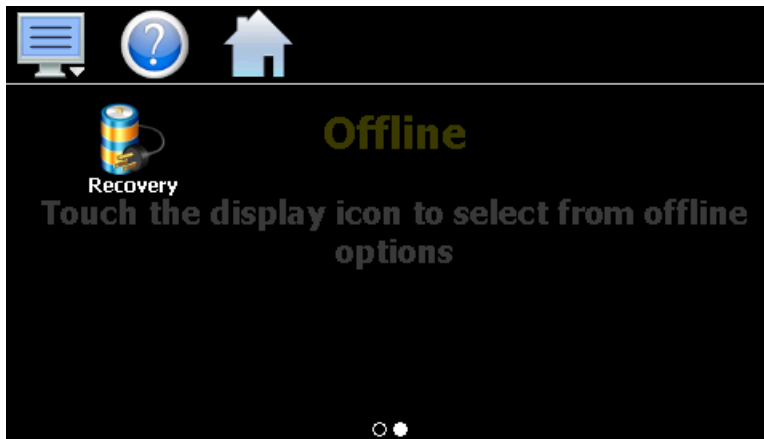 ?
Offline
Recovery
Touch the display icon to select from offline
options